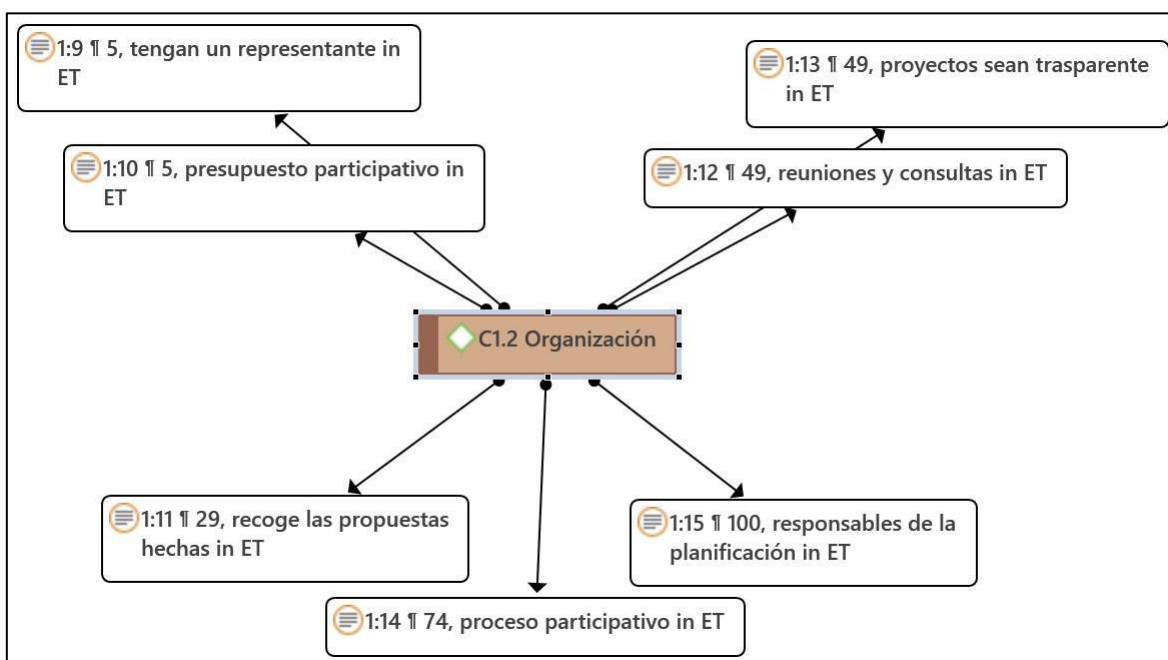 1:9 ¶ 5, tengan un representante in
ET
1:13 ¶ 49, proyectos sean trasparente
in ET
1:10 ¶ 5, presupuesto participativo in
ET
1:12 ¶ 49, reuniones y consultas in ET
C1.2 Organización
1:11 ¶ 29, recoge las propuestas
hechas in ET
1:15 ¶ 100, responsables de la
planificación in ET
1:14 ¶ 74, proceso participativo in ET